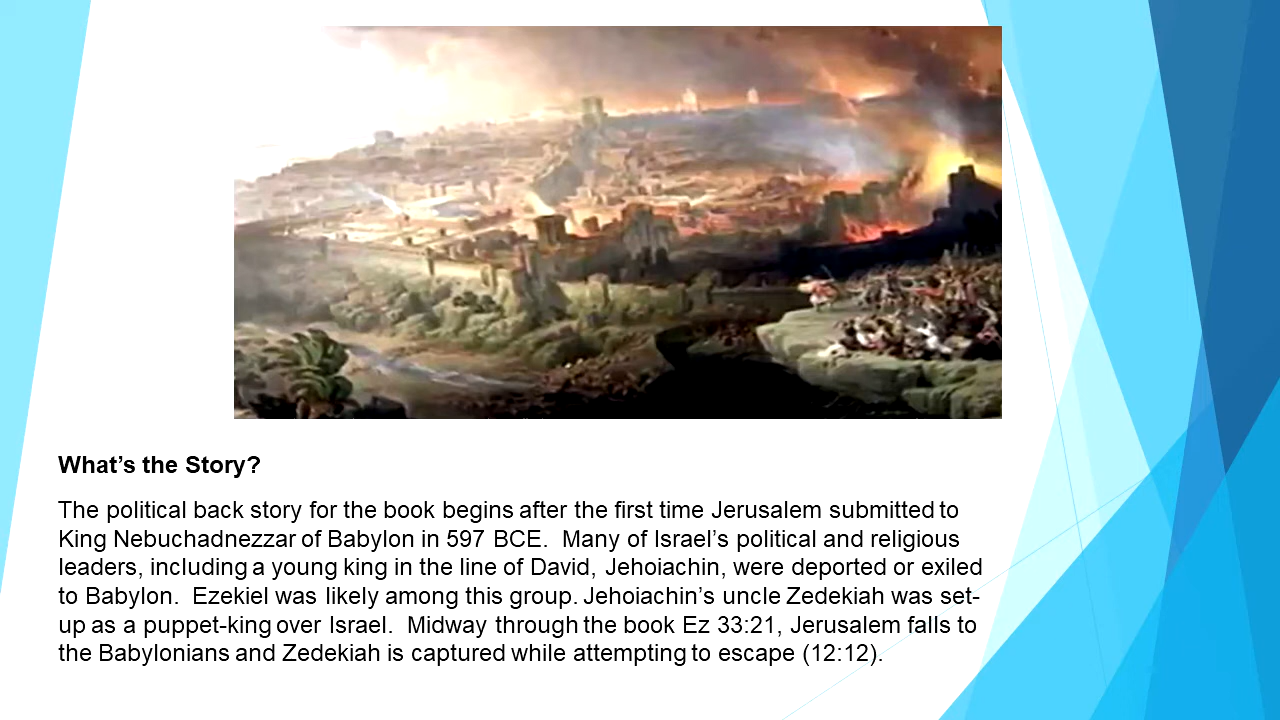 What’s the Story?
The political back story for the book begins after the first time Jerusalem submitted to
King Nebuchadnezzar of Babylon in 597 BCE.  Many of Israel’s political and religious
leaders, including a young king in the line of David, Jehoiachin, were deported or exiled
to Babylon.  Ezekiel was likely among this group. Jehoiachin’s uncle Zedekiah was set-
up as a puppet-king over Israel.  Midway through the book Ez 33:21, Jerusalem falls to
the Babylonians and Zedekiah is captured while attempting to escape (12:12).